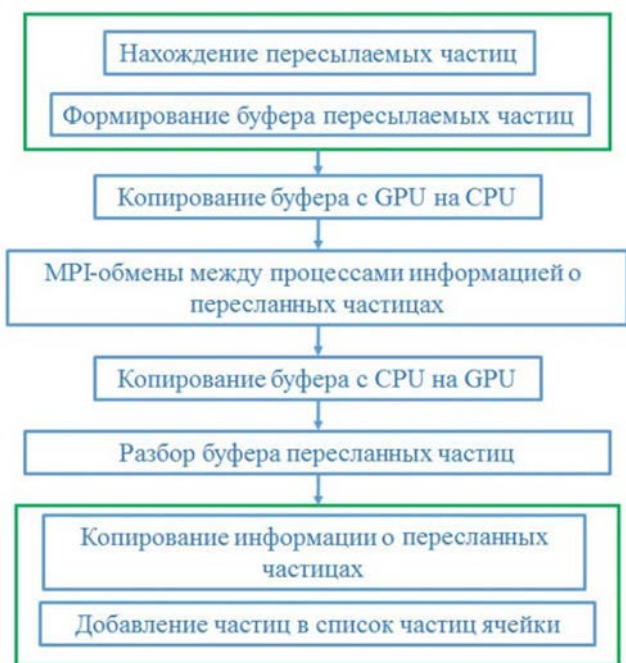 Нахождение пересылаемых частиц
Формирование буфера пересылаемых частиц
Копирование буфера с GPU на CPU
MPI-обмены между процессами информацией о
пересланных частицах
Копирование буфера с CPU на GPU
Разбор буфера пересланных частиц
Копирование информации о пересланных
частицах
Добавление частиц в список частиц ячейки